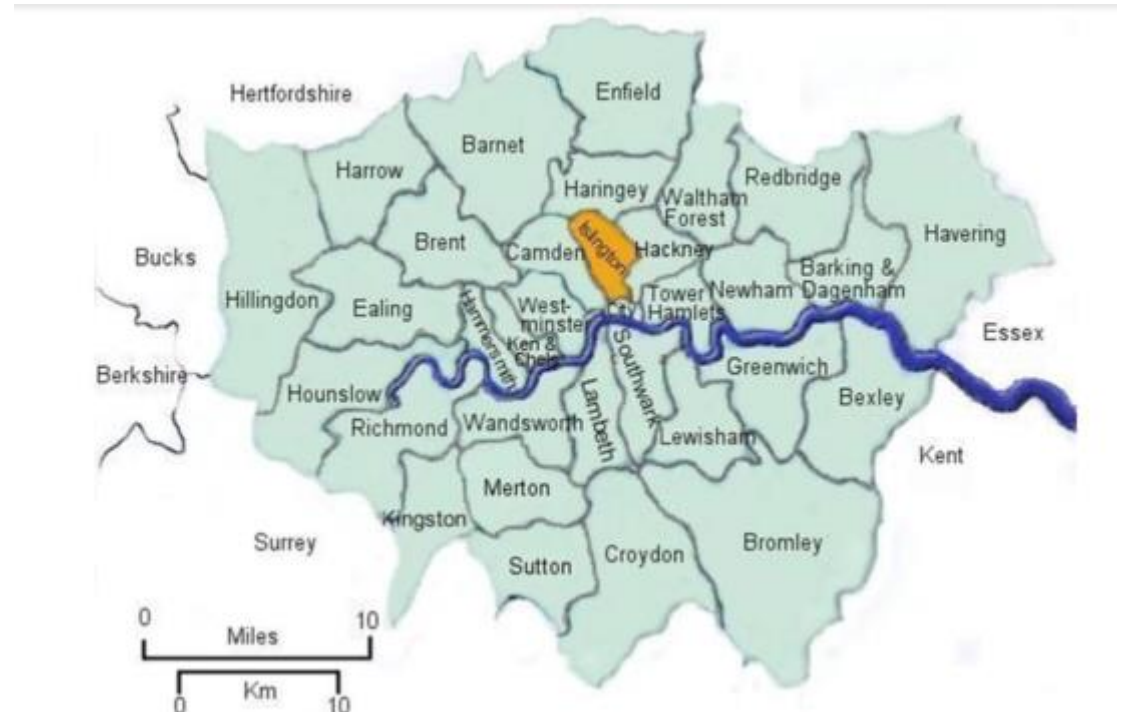 Hertfordshire
Enfield
Barnet
Harrow
Haringey
Redbridge
Waltham
Forest
Havering
Bucks
Brent
Camden
Islington
Hackney
Hillingdon
Ealing
West-
minster
City
Tower
Hamlets
Newham
Barking &
Dagenham
Essex
Hammersmith
Ken &
Chels
Southwark
Greenwich
Berkshire
Hounslow
Richmond
Wandsworth
Lambeth
Lewisham
Bexley
Kent
Merton
Kingston
Surrey
Sutton
Croydon
Bromley
0 10
Miles
Km
0 10